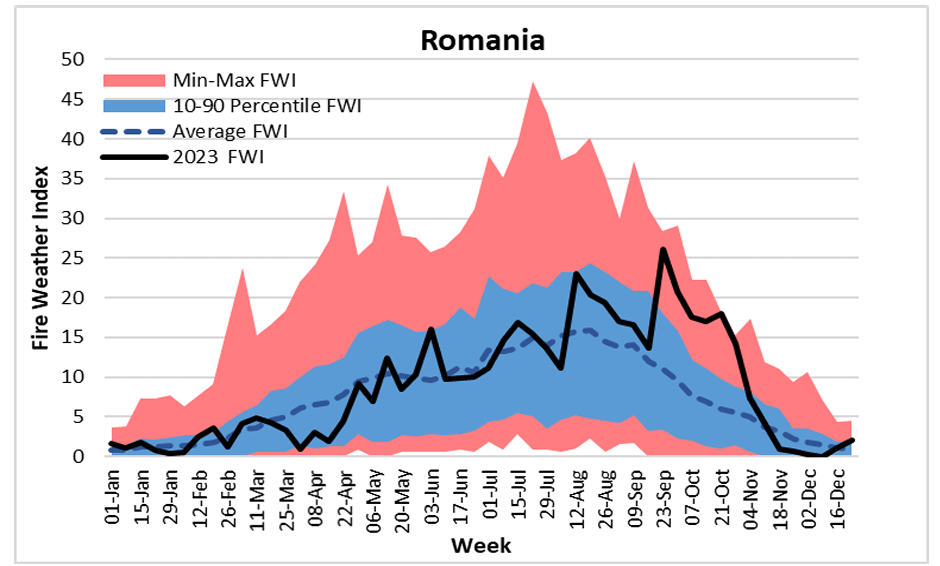 Romania
50
45
40
35
30
25
20
15
10
5
0
Fire Weather Index
Min-Max FWI
10-90 Percentile FWI
Average FWI
2023 FWI
01-Jan
15-Jan
29-Jan
12-Feb
26-Feb
11-Mar
25-Mar
08-Apr
22-Apr
06-May
20-May
03-Jun
17-Jun
01-Jul
15-Jul
29-Jul
12-Aug
26-Aug
09-Sep
23-Sep
07-Oct
21-Oct
04-Nov
18-Nov
02-Dec
16-Dec
Week